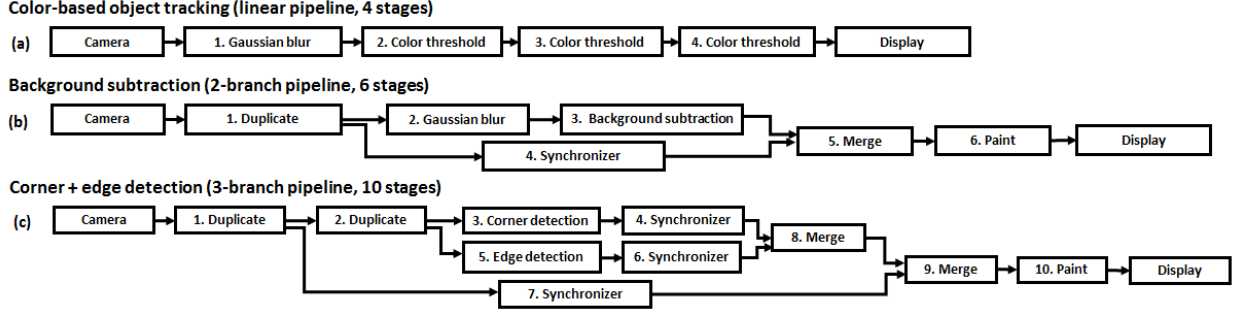 Color-based object tracking (linear pipeline, 4 stages)
(a) Camera 1. Gaussian blur 2. Color threshold 3. Color threshold 4. Color threshold Display
Background subtraction (2-branch pipeline, 6 stages)
(b) Camera 1. Duplicate 2. Gaussian blur 3. Background subtraction
4. Synchronizer 5. Merge 6. Paint Display
Corner + edge detection (3-branch pipeline, 10 stages)
(c) Camera 1. Duplicate 2. Duplicate 3. Corner detection 4. Synchronizer
5. Edge detection 6. Synchronizer 8. Merge
7. Synchronizer 9. Merge 10. Paint Display